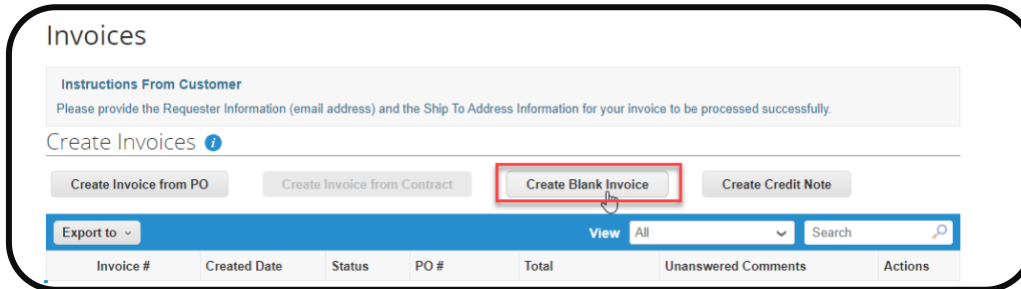 Invoices
Instructions From Customer
Please provide the Requester Information (email address) and the Ship To Address Information for your invoice to be processed successfully.
Create Invoices i
Create Invoice from PO Create Invoice from Contract Create Blank Invoice Create Credit Note
Export to View All Search
Invoice # Created Date Status PO # Total Unanswered Comments Actions